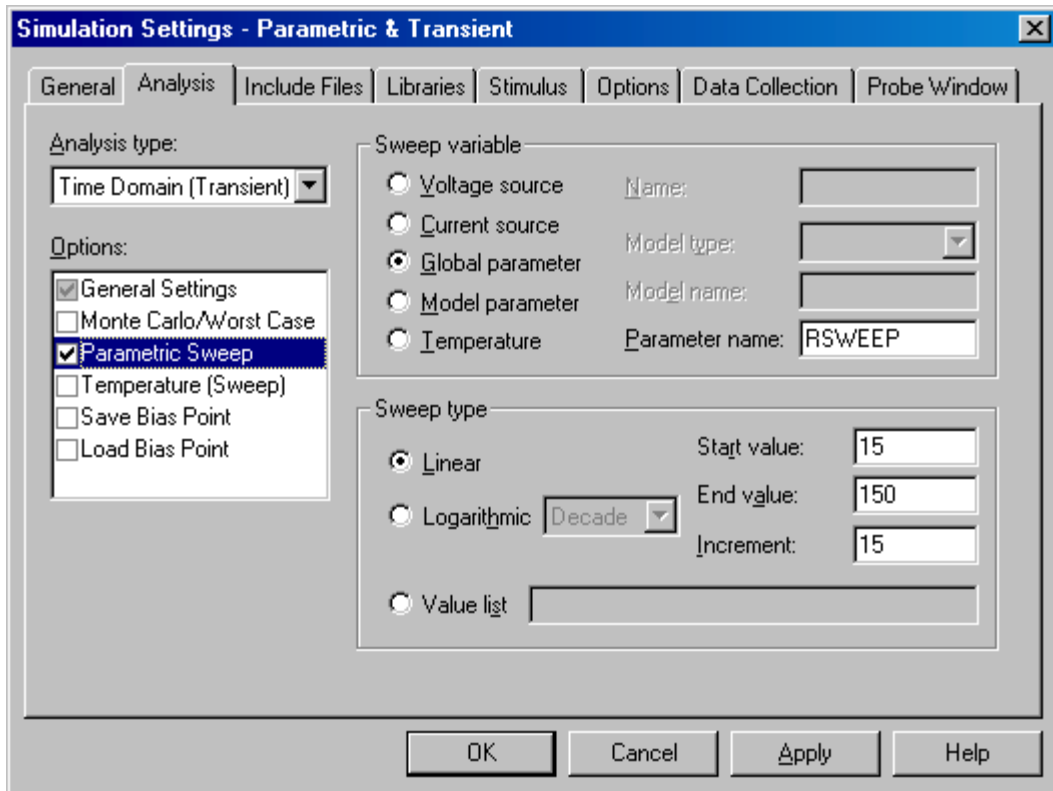 Simulation Settings - Parametric & Transient
General Analysis Include Files Libraries Stimulus Options Data Collection Probe Window
Analysis type:
Time Domain (Transient)
Options:
General Settings
Monte Carlo/Worst Case
Parametric Sweep
Temperature (Sweep)
Save Bias Point
Load Bias Point
Sweep variable
Voltage source
Current source
Global parameter
Model parameter
Temperature
Name:
Model type:
Model name:
Parameter name: RSWEEP
Sweep type
Linear
Logarithmic Decade
Value list
Start value: 15
End value: 150
Increment: 15
OK Cancel Apply Help